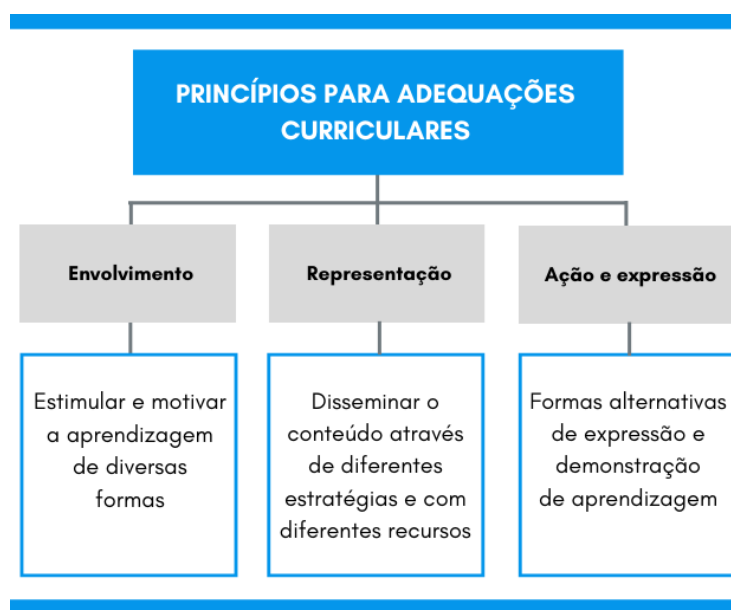 PRINCÍPIOS PARA ADEQUAÇÕES
CURRICULARES
Envolvimento
Representação
Ação e expressão
Estimular e motivar
a aprendizagem
de diversas
formas
Disseminar o
conteúdo através
de diferentes
estratégias e com
diferentes recursos
Formas alternativas
de expressão e
demonstração
de aprendizagem